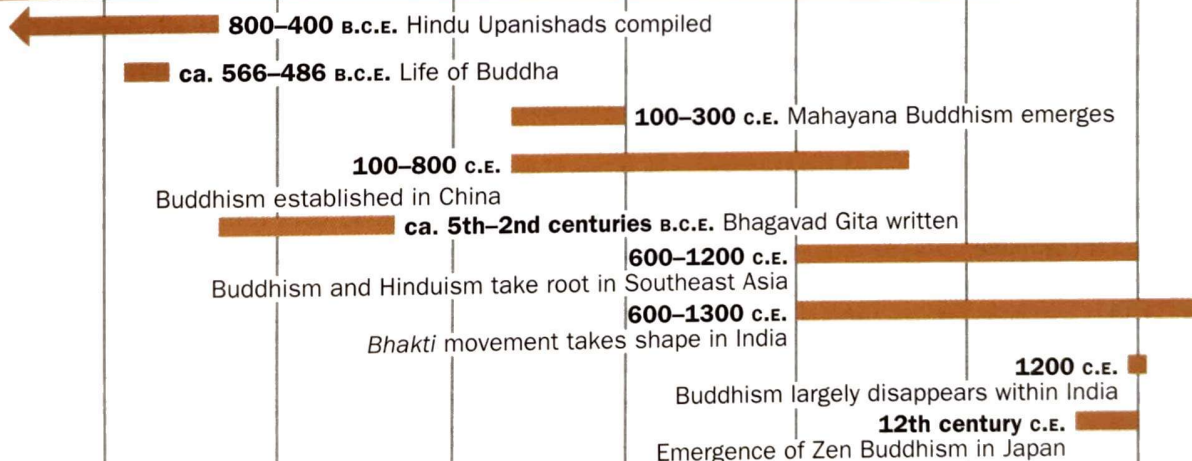 800–400 B.C.E. Hindu Upanishads compiled
ca. 566–486 B.C.E. Life of Buddha
100–300 C.E. Mahayana Buddhism emerges
100–800 C.E.
Buddhism established in China
ca. 5th–2nd centuries B.C.E. Bhagavad Gita written
600–1200 C.E.
Buddhism and Hinduism take root in Southeast Asia
600–1300 C.E.
Bhakti movement takes shape in India
1200 C.E.
Buddhism largely disappears within India
12th century C.E.
Emergence of Zen Buddhism in Japan